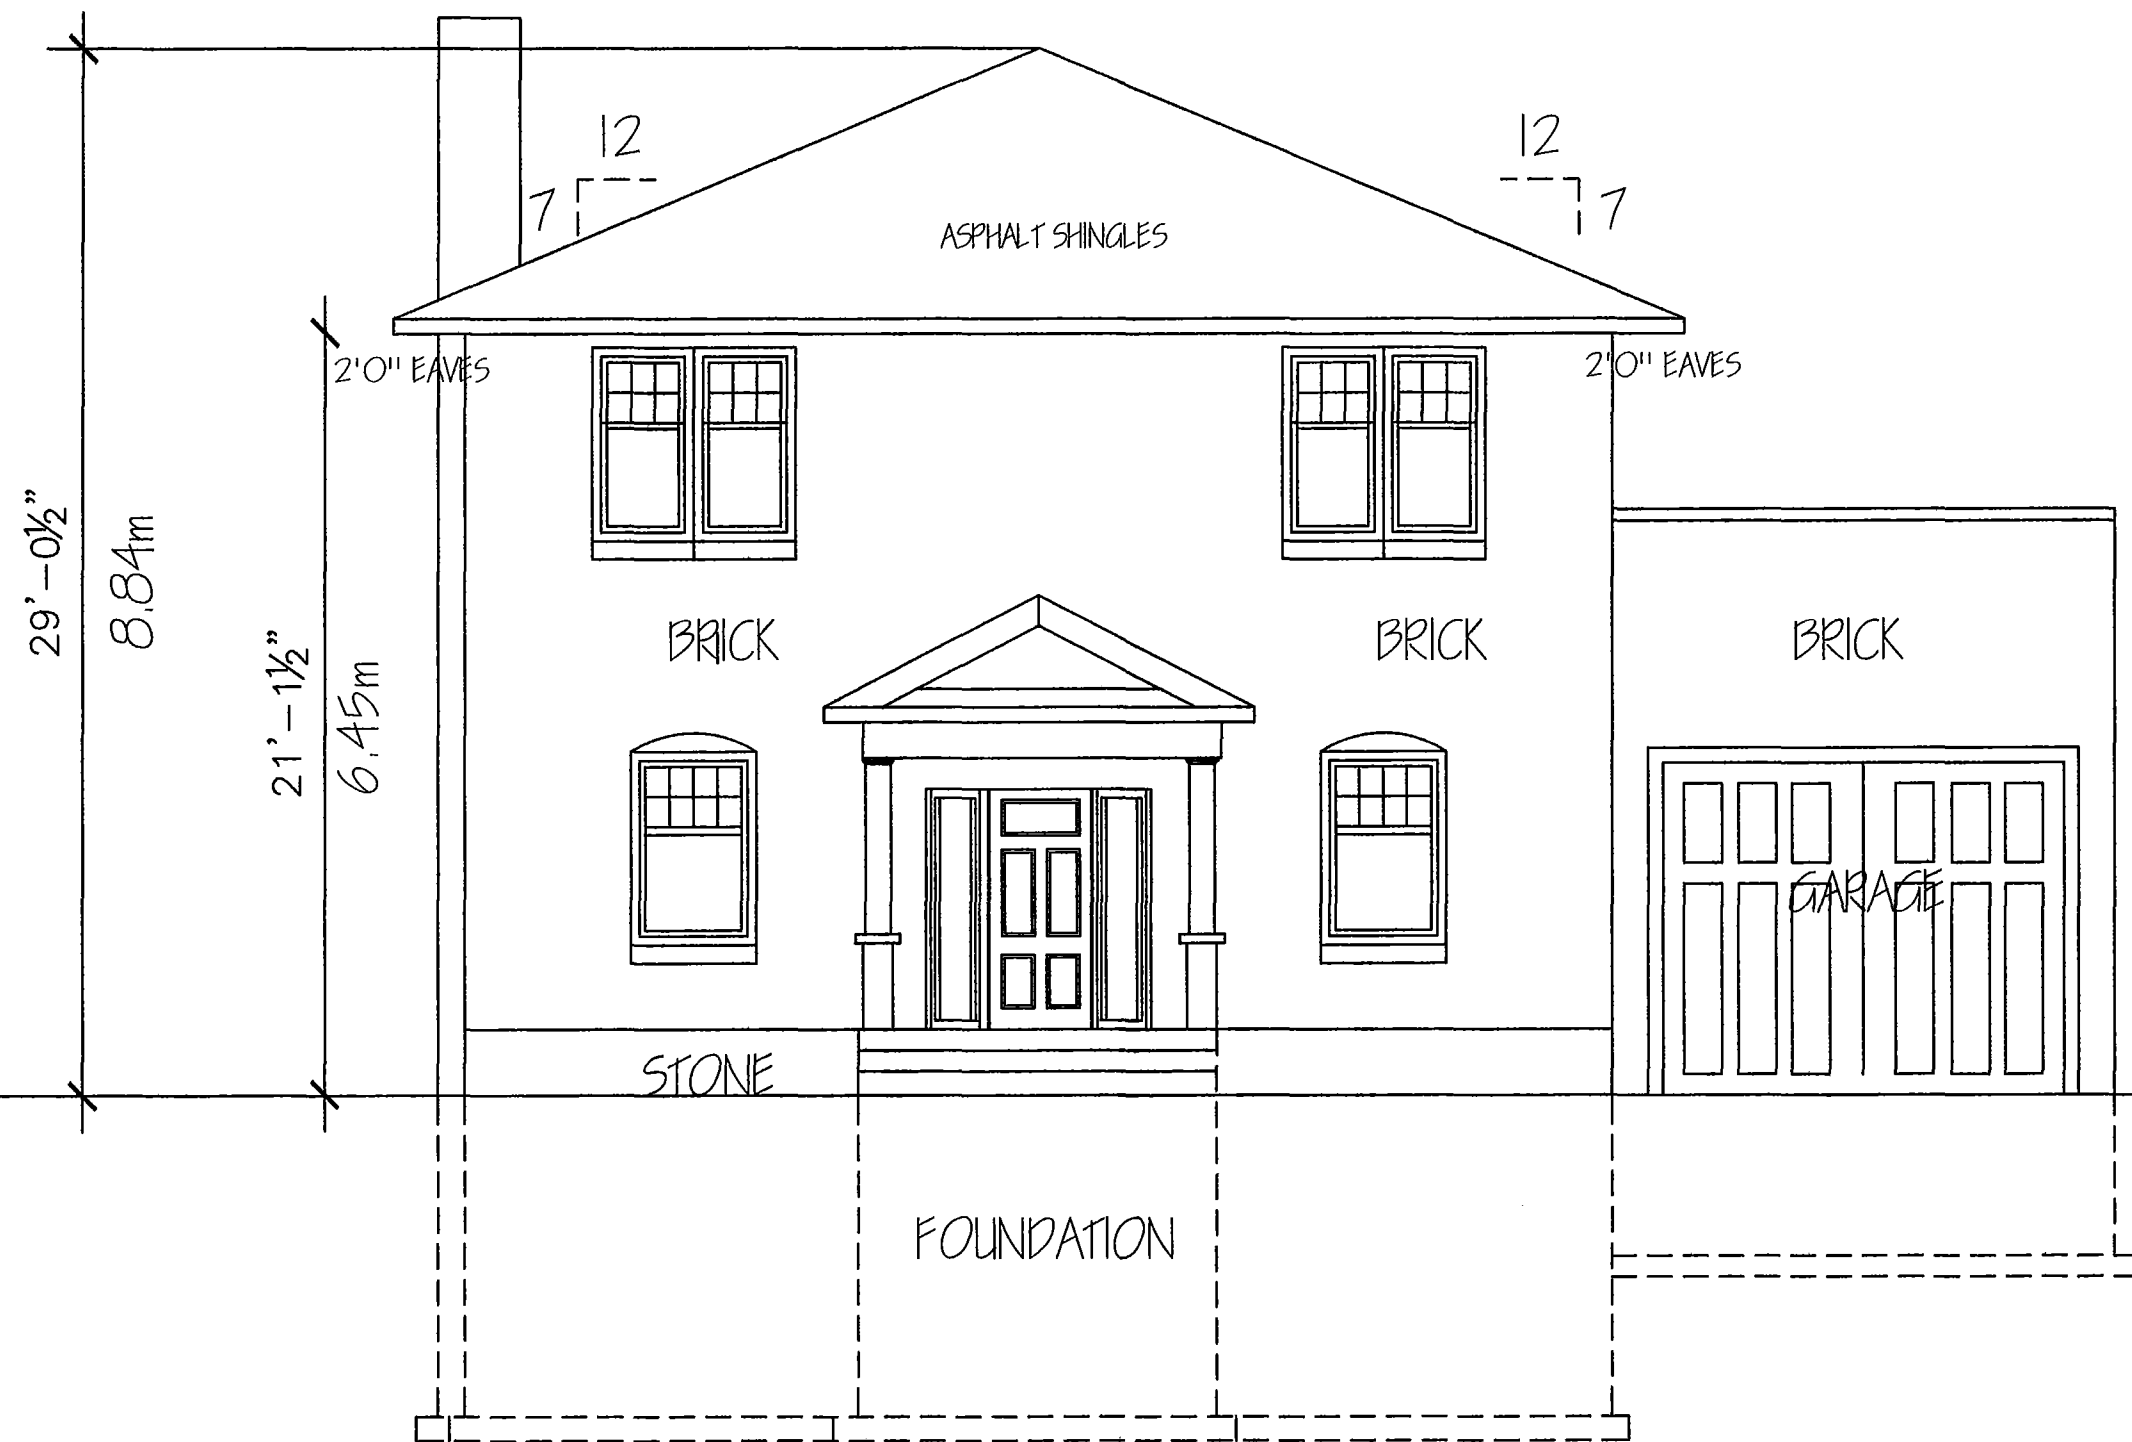 12
12
7
7
ASPHALT SHINGLES
2'0" EAVES
2'0" EAVES
29'-0½"
8.84m
21'-1½"
6.45m
BRICK
BRICK
BRICK
GARAGE
STONE
FOUNDATION